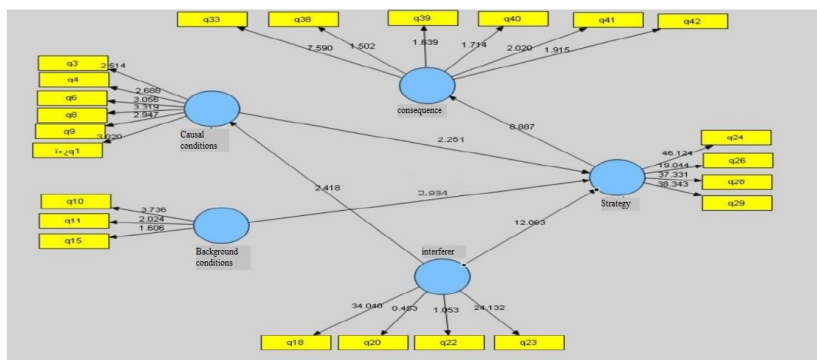 q33
q38
q39
q40
q41
q42
7.590
1.502
1.639
1.714
2.020
1.915
consequence
q3
q4
q6
q8
q9
ï»¿q1
2.514
2.688
3.056
3.319
2.947
3.020
Causal
conditions
2.251
8.887
q24
q26
q28
q29
46.124
19.044
37.331
38.343
Strategy
2.418
2.934
12.063
q10
q11
q15
3.736
2.024
1.606
Background
conditions
interferer
34.040
0.483
1.053
24.132
q18
q20
q22
q23